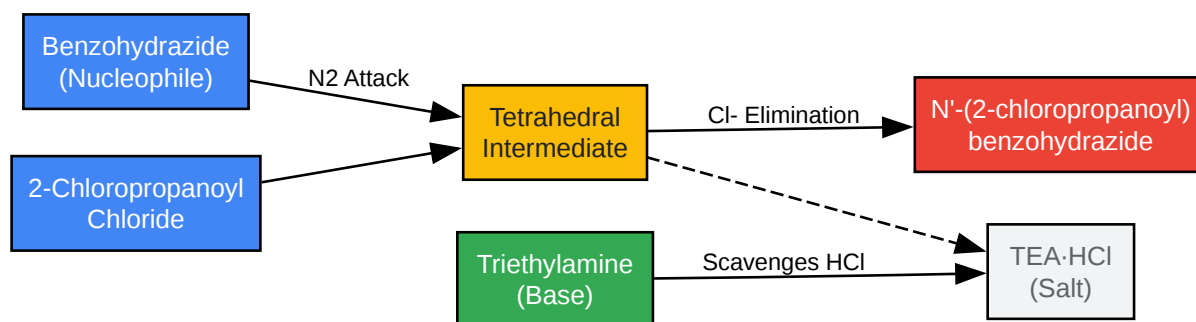 Benzohydrazide
(Nucleophile)
N2 Attack
2-Chloropropanoyl
Chloride
Tetrahedral
Intermediate
Cl- Elimination
N'-(2-chloropropanoyl)
benzohydrazide
Triethylamine
(Base)
Scavenges HCl
TEA·HCl
(Salt)